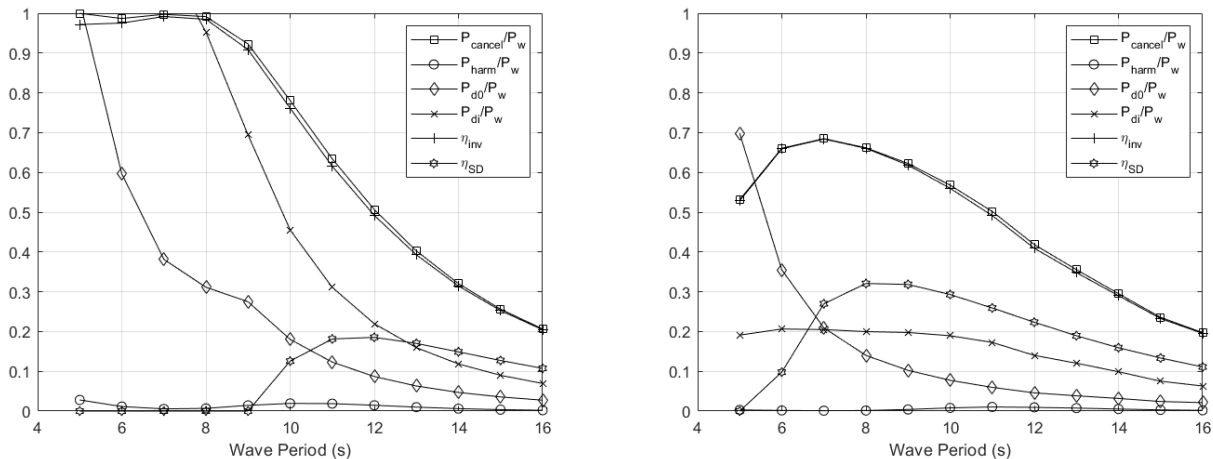 1
0.9
0.8
0.7
0.6
0.5
0.4
0.3
0.2
0.1
0
4 6 8 10 12 14 16
Wave Period (s)
P_cancel/P_w
P_harm/P_w
P_d0/P_w
P_di/P_w
η_inv
η_SD
1
0.9
0.8
0.7
0.6
0.5
0.4
0.3
0.2
0.1
0
4 6 8 10 12 14 16
Wave Period (s)
P_cancel/P_w
P_harm/P_w
P_d0/P_w
P_di/P_w
η_inv
η_SD